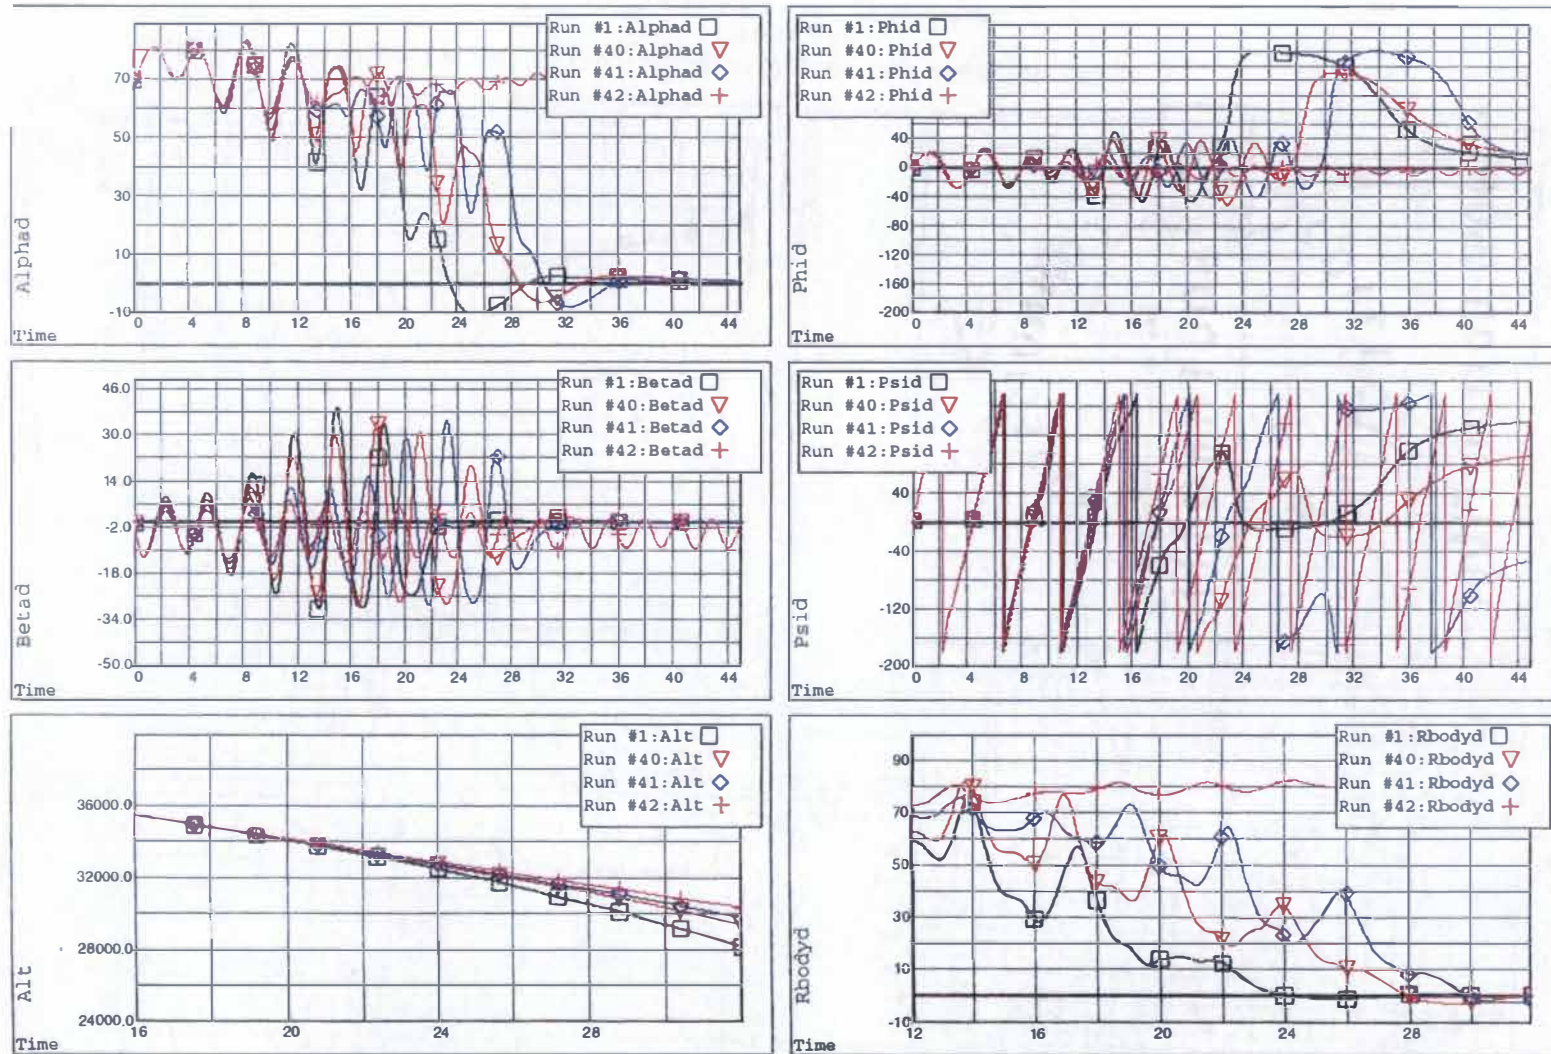 Run #1:Alphad
Run #40:Alphad
Run #41:Alphad
Run #42:Alphad
70
50
30
10
-10
0 4 8 12 16 20 24 28 32 36 40 44
Alphad
Time
Run #1:Phid
Run #40:Phid
Run #41:Phid
Run #42:Phid
40
0
-40
-80
-120
-160
-200
0 4 8 12 16 20 24 28 32 36 40 44
Phid
Time
Run #1:Betad
Run #40:Betad
Run #41:Betad
Run #42:Betad
46.0
30.0
14.0
-2.0
-18.0
-34.0
-50.0
0 4 8 12 16 20 24 28 32 36 40 44
Betad
Time
Run #1:Psid
Run #40:Psid
Run #41:Psid
Run #42:Psid
40
0
-40
-120
-200
0 4 8 12 16 20 24 28 32 36 40 44
Psid
Time
Run #1:Alt
Run #40:Alt
Run #41:Alt
Run #42:Alt
36000.0
32000.0
28000.0
24000.0
16 20 24 28
Alt
Time
Run #1:Rbodyd
Run #40:Rbodyd
Run #41:Rbodyd
Run #42:Rbodyd
90
70
50
30
10
-10
12 16 20 24 28
Rbodyd
Time